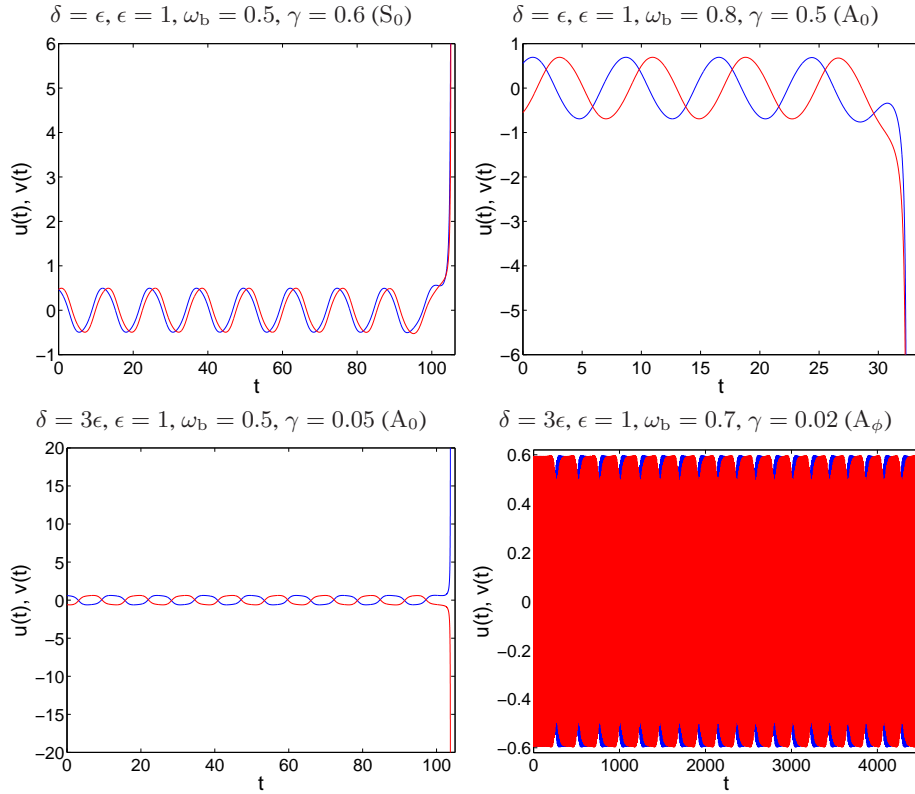 δ = ϵ, ϵ = 1, ω_b = 0.5, γ = 0.6 (S_0)
δ = ϵ, ϵ = 1, ω_b = 0.8, γ = 0.5 (A_0)
6
5
4
3
2
1
0
−1
u(t), v(t)
0 20 40 60 80 100
t
1
0
−1
−2
−3
−4
−5
−6
u(t), v(t)
0 5 10 15 20 25 30
t
δ = 3ϵ, ϵ = 1, ω_b = 0.5, γ = 0.05 (A_0)
δ = 3ϵ, ϵ = 1, ω_b = 0.7, γ = 0.02 (A_ϕ)
20
15
10
5
0
−5
−10
−15
−20
u(t), v(t)
0 20 40 60 80 100
t
0.6
0.4
0.2
0
−0.2
−0.4
−0.6
u(t), v(t)
0 1000 2000 3000 4000
t